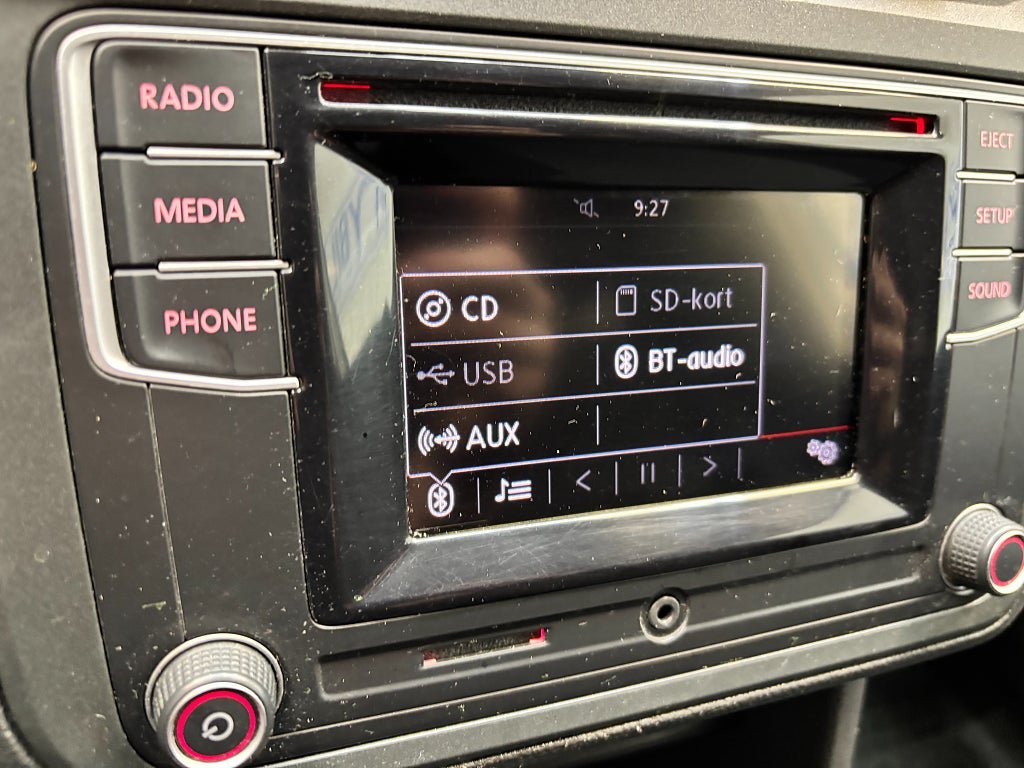 RADIO
MEDIA
PHONE
EJECT
SETUP
SOUND
9:27
CD
SD-kort
USB
BT-audio
AUX